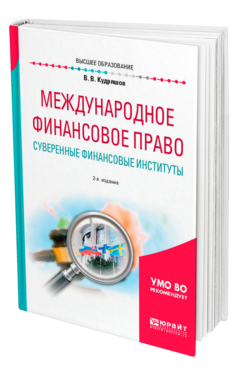 ВЫСШЕЕ ОБРАЗОВАНИЕ
В. В. Кудряшов
МЕЖДУНАРОДНОЕ
ФИНАНСОВОЕ ПРАВО
СУВЕРЕННЫЕ ФИНАНСОВЫЕ ИНСТИТУТЫ
2-е издание
УМО ВО
РЕКОМЕНДУЕТ
ЮРАЙТ